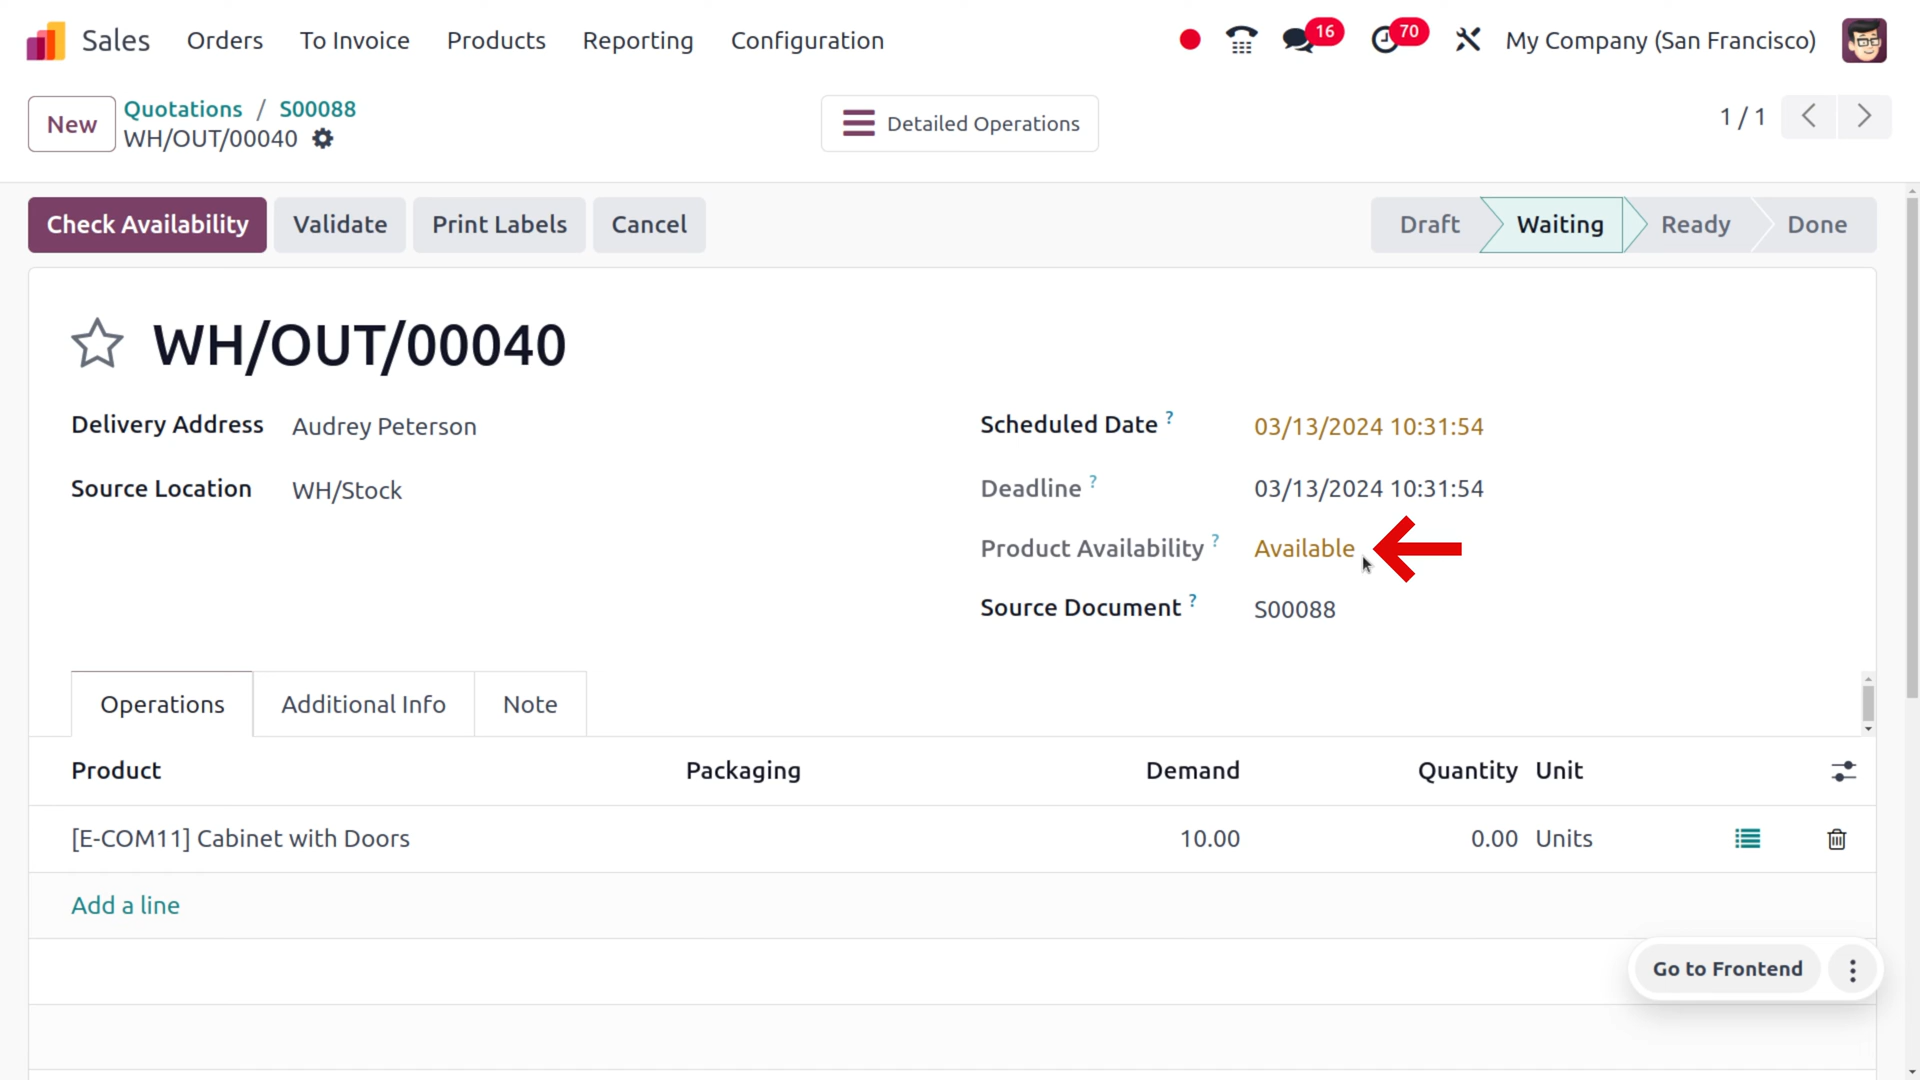 Sales Orders To Invoice Products Reporting Configuration 16 70 My Company (San Francisco)
New Quotations / S00088
WH/OUT/00040
Detailed Operations
1 / 1
Check Availability Validate Print Labels Cancel Draft Waiting Ready Done
WH/OUT/00040
Delivery Address Audrey Peterson
Source Location WH/Stock
Scheduled Date ? 03/13/2024 10:31:54
Deadline ? 03/13/2024 10:31:54
Product Availability ? Available
Source Document ? S00088
Operations Additional Info Note
Product Packaging Demand Quantity Unit
[E-COM11] Cabinet with Doors 10.00 0.00 Units
Add a line
Go to Frontend